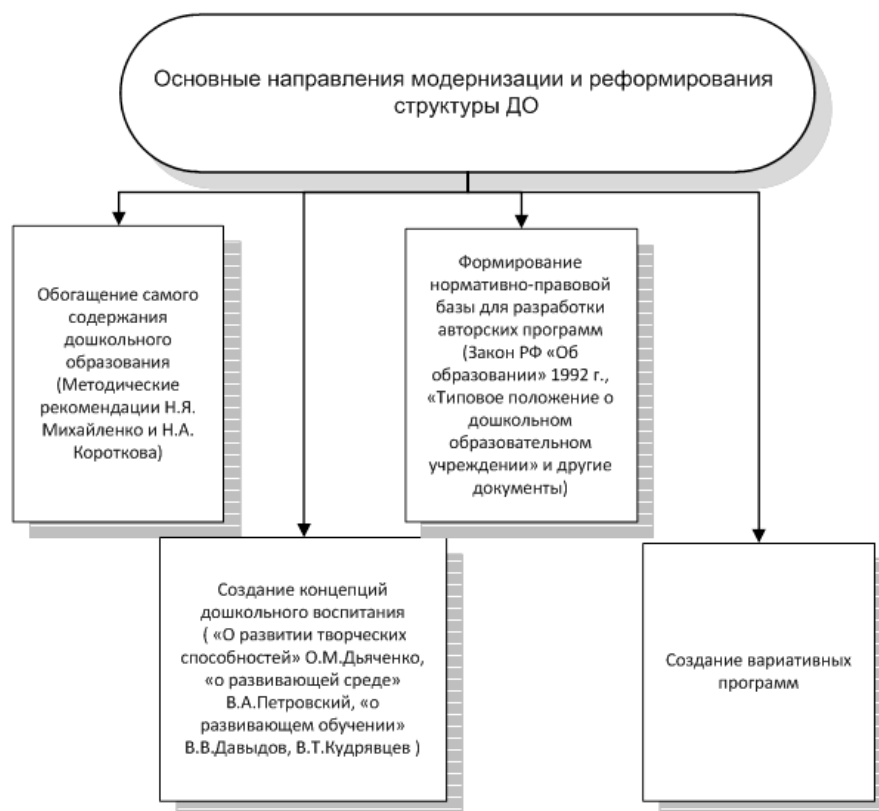 Основные направления модернизации и реформирования
структуры ДО
Обогащение самого
содержания
дошкольного
образования
(Методические
рекомендации Н.Я.
Михайленко и Н.А.
Короткова)
Формирование
нормативно-правовой
базы для разработки
авторских программ
(Закон РФ «Об
образовании» 1992 г.,
«Типовое положение о
дошкольном
образовательном
учреждении» и другие
документы)
Создание концепций
дошкольного воспитания
( «О развитии творческих
способностей» О.М.Дьяченко,
«о развивающей среде»
В.А.Петровский, «о
развивающем обучении»
В.В.Давыдов, В.Т.Кудрявцев )
Создание вариативных
программ